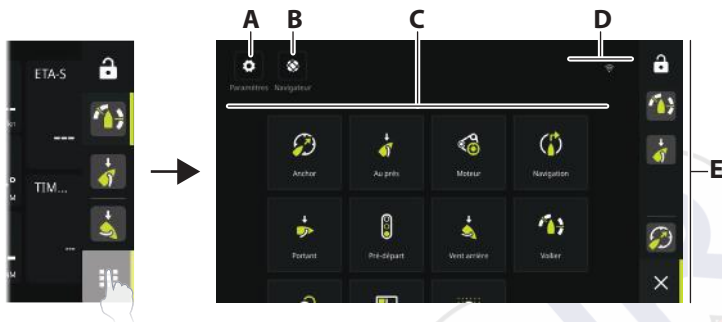 A B C D
ETA-S
---
TIM...
--
Paramètres Navigateur
Anchor Au près Moteur Navigation
E
Portant Pré-départ Vent arrière Voilier